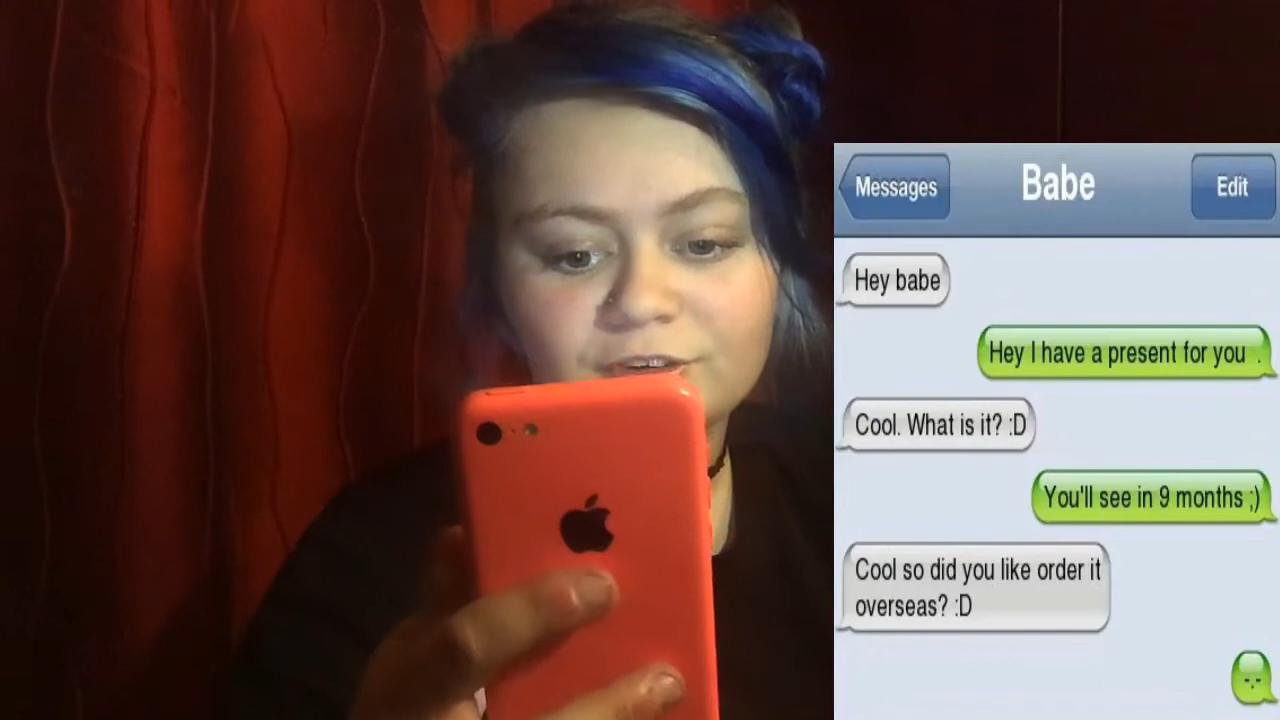 Messages
Babe
Edit
Hey babe
Hey I have a present for you .
Cool. What is it? :D
You'll see in 9 months ;)
Cool so did you like order it
overseas? :D